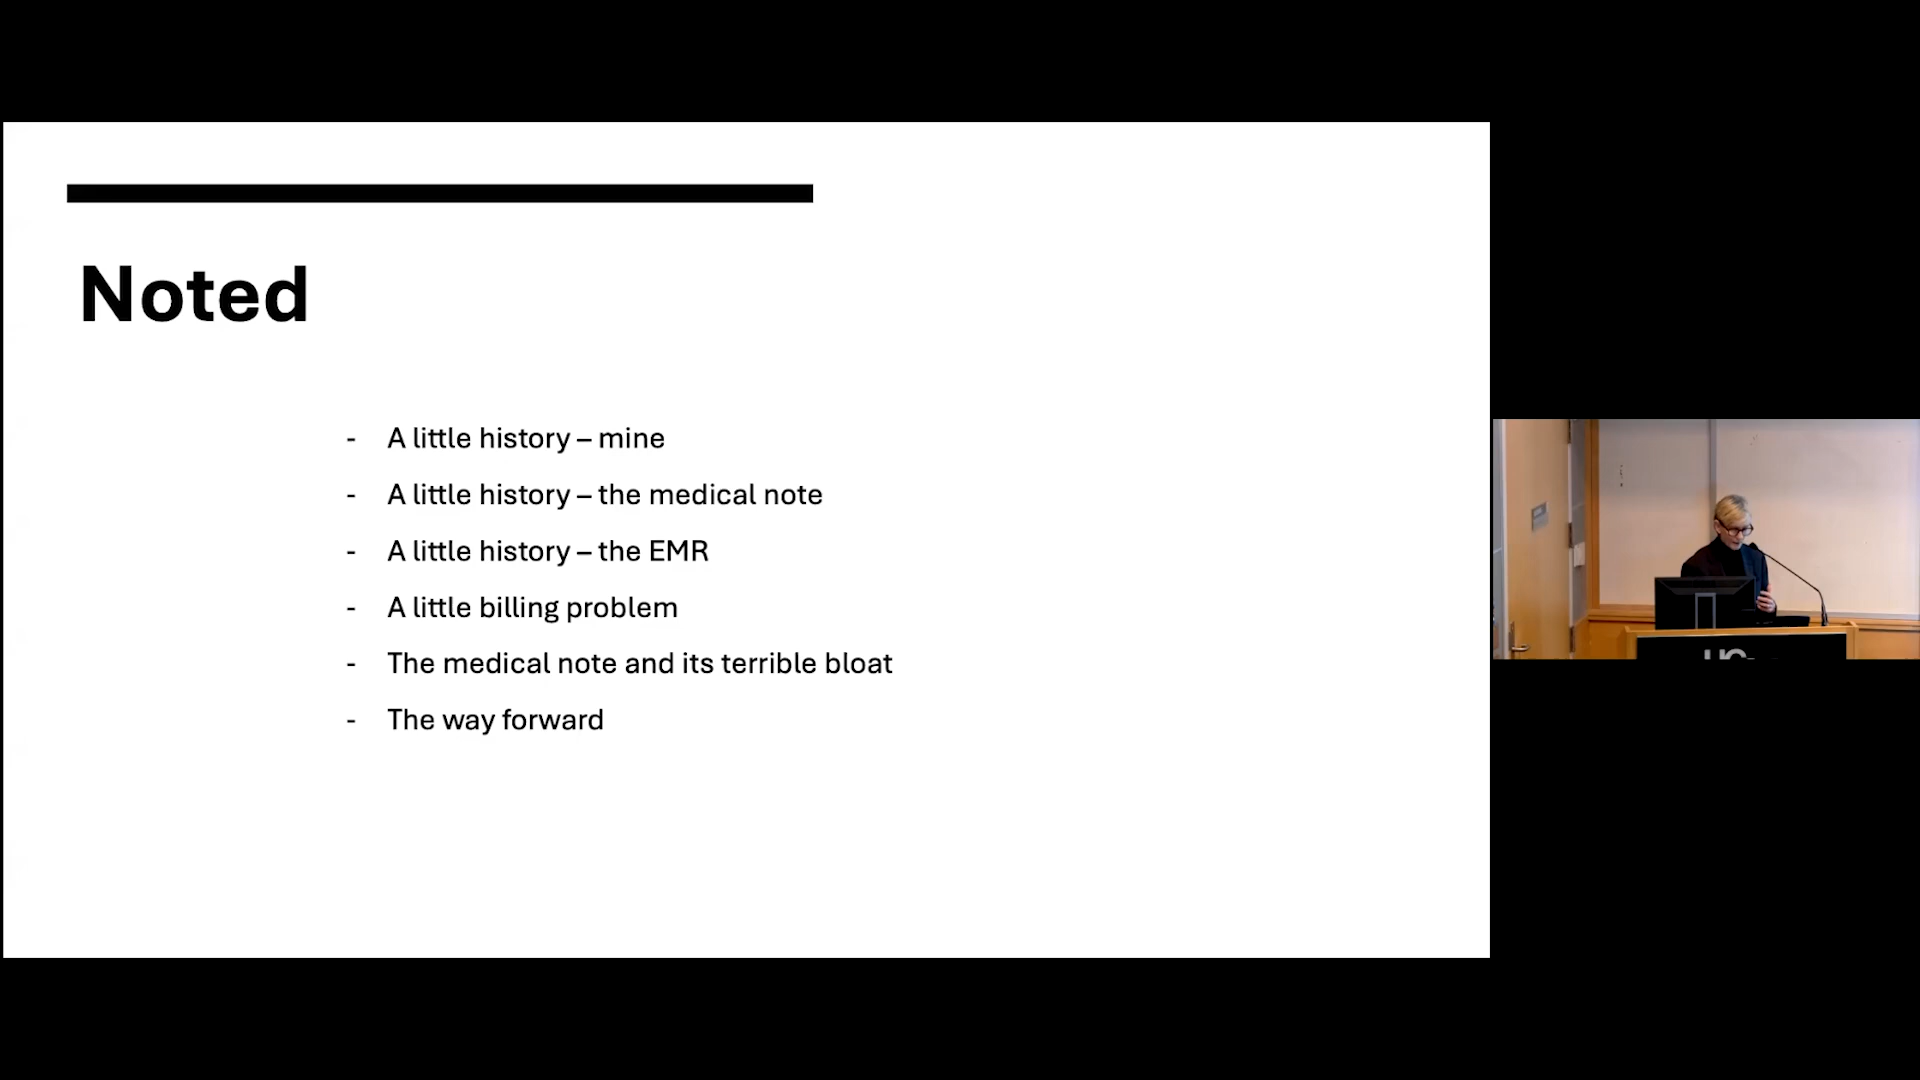 Noted
- A little history – mine
- A little history – the medical note
- A little history – the EMR
- A little billing problem
- The medical note and its terrible bloat
- The way forward